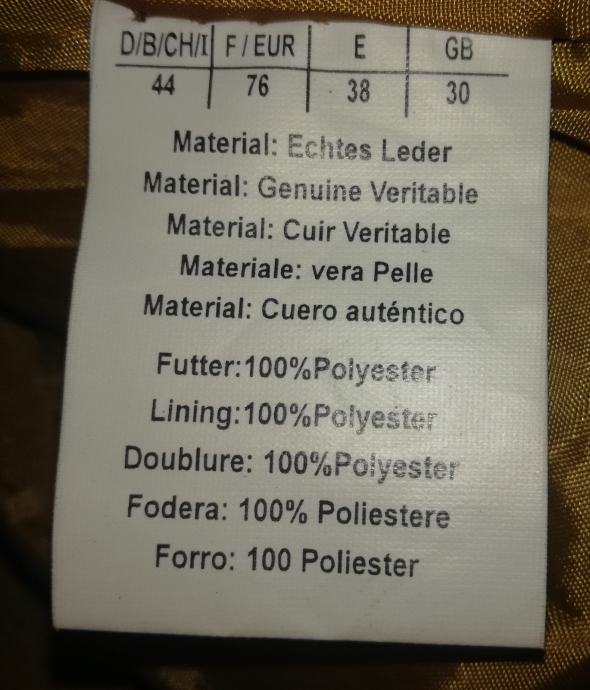 D/B/CH/I F / EUR E GB
44 76 38 30
Material: Echtes Leder
Material: Genuine Veritable
Material: Cuir Veritable
Materiale: vera Pelle
Material: Cuero auténtico
Futter:100%Polyester
Lining:100%Polyester
Doublure: 100%Polyester
Fodera: 100% Poliestere
Forro: 100 Poliester